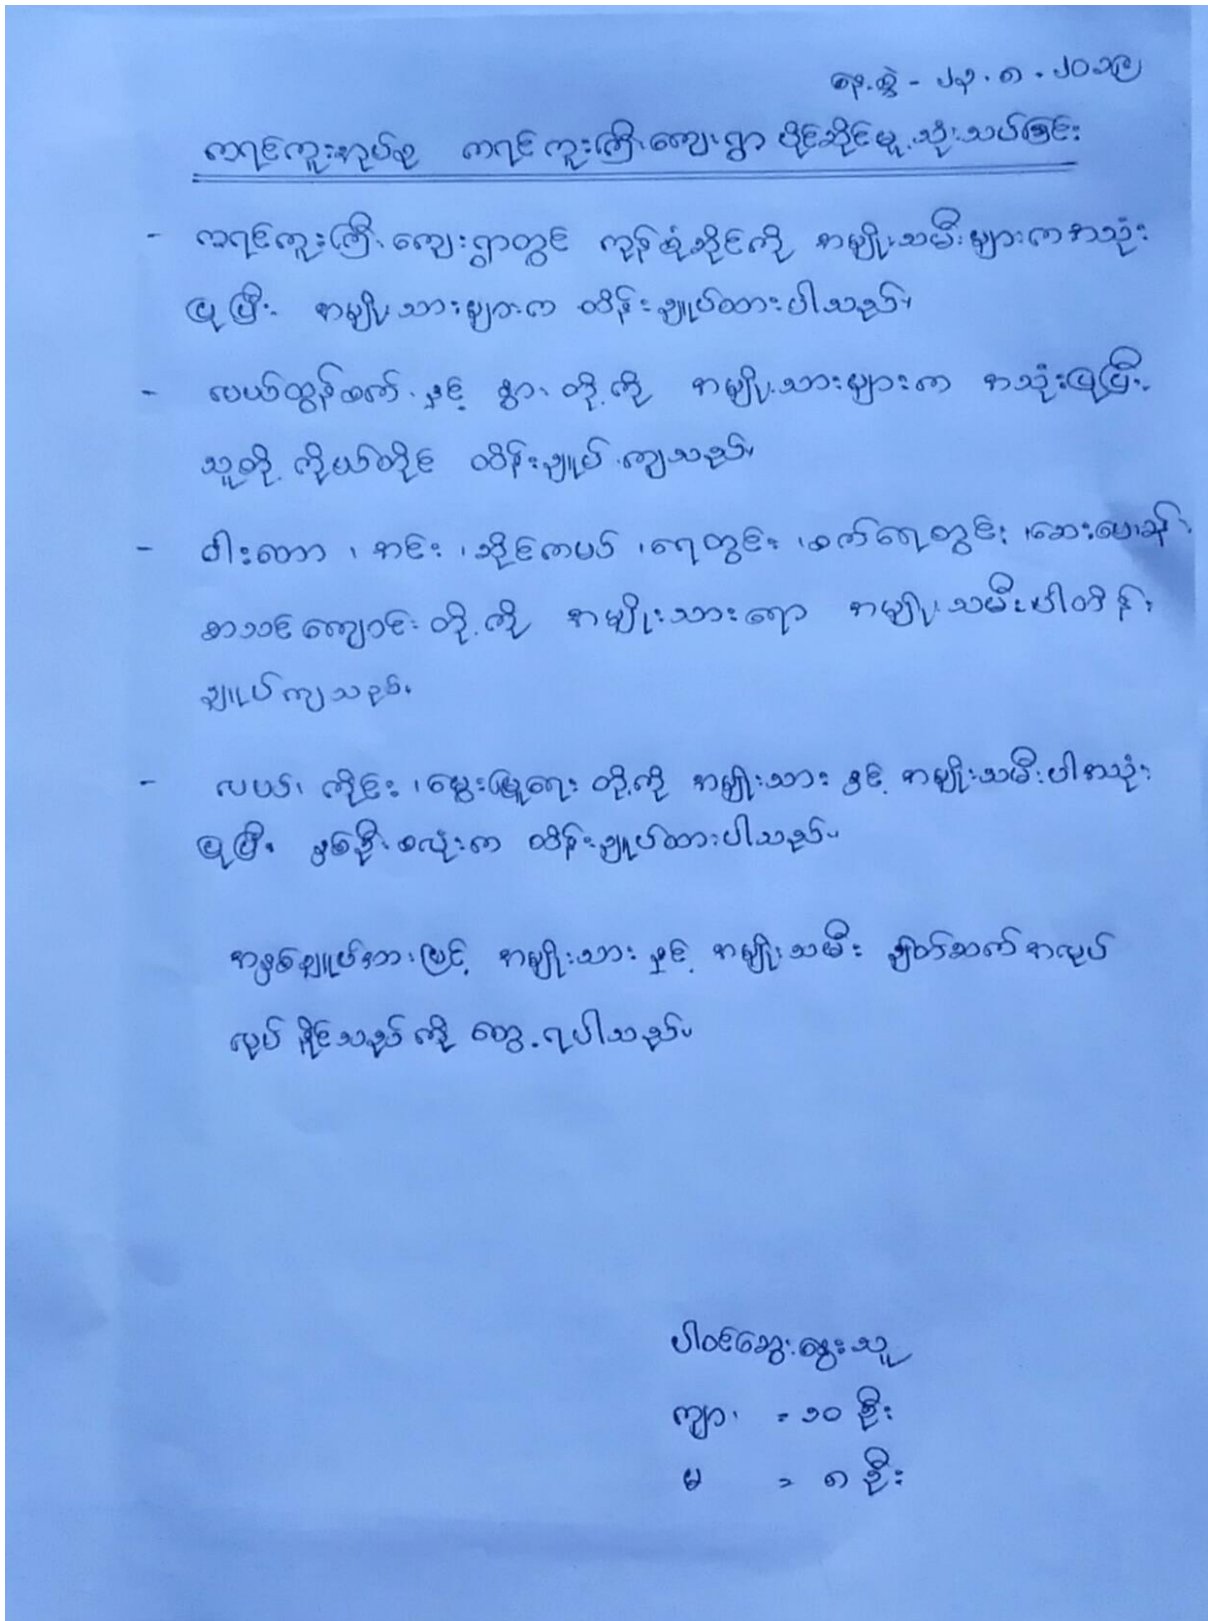 နေ့စွဲ - ၂၃.၈.၂၀၁၉
ကရင်ကူးအုပ်စု ကရင်ကူးကြီးကျေးရွာ ပိုင်ဆိုင်မှု သုံးသပ်ခြင်း
- ကရင်ကူးကြီးကျေးရွာတွင် ကုန်စုံဆိုင်ကို အမျိုးသမီးများကအသုံး
ပြုပြီး အမျိုးသားများက ထိန်းချုပ်ထားပါသည်။
- လယ်ထွန်စက် နှင့် နွား တို့ကို အမျိုးသားများက အသုံးပြုပြီး
သူတို့ ကိုယ်တိုင် ထိန်းချုပ်ကျသည်။
- ဝါးတော ၊ အင်း ၊ ဆိုင်ကယ် ၊ ရေတွင်း ၊ စက်ရေတွင်း ၊ဆေးပေးခန်း၊
စာသင်ကျောင်း တို့ကို အမျိုးသားရော အမျိုးသမီးပါထိန်း
ချုပ်ကျသည်။
- လယ်၊ ကိုင်း ၊မွေးမြူရေး တို့ကို အမျိုးသား နှင့် အမျိုးသမီးပါအသုံး
ပြုပြီး နှစ်ဦးစလုံးက ထိန်းချုပ်ထားပါသည်။
အနှစ်ချုပ်အားဖြင့် အမျိုးသား နှင့် အမျိုးသမီး ချိတ်ဆက်အလုပ်
လုပ် နိုင်သည်ကို တွေ့ရပါသည်။
ပါဝင်ဆွေးနွေးသူ
ကျား = ၁၀ ဦး
မ = ၈ ဦး